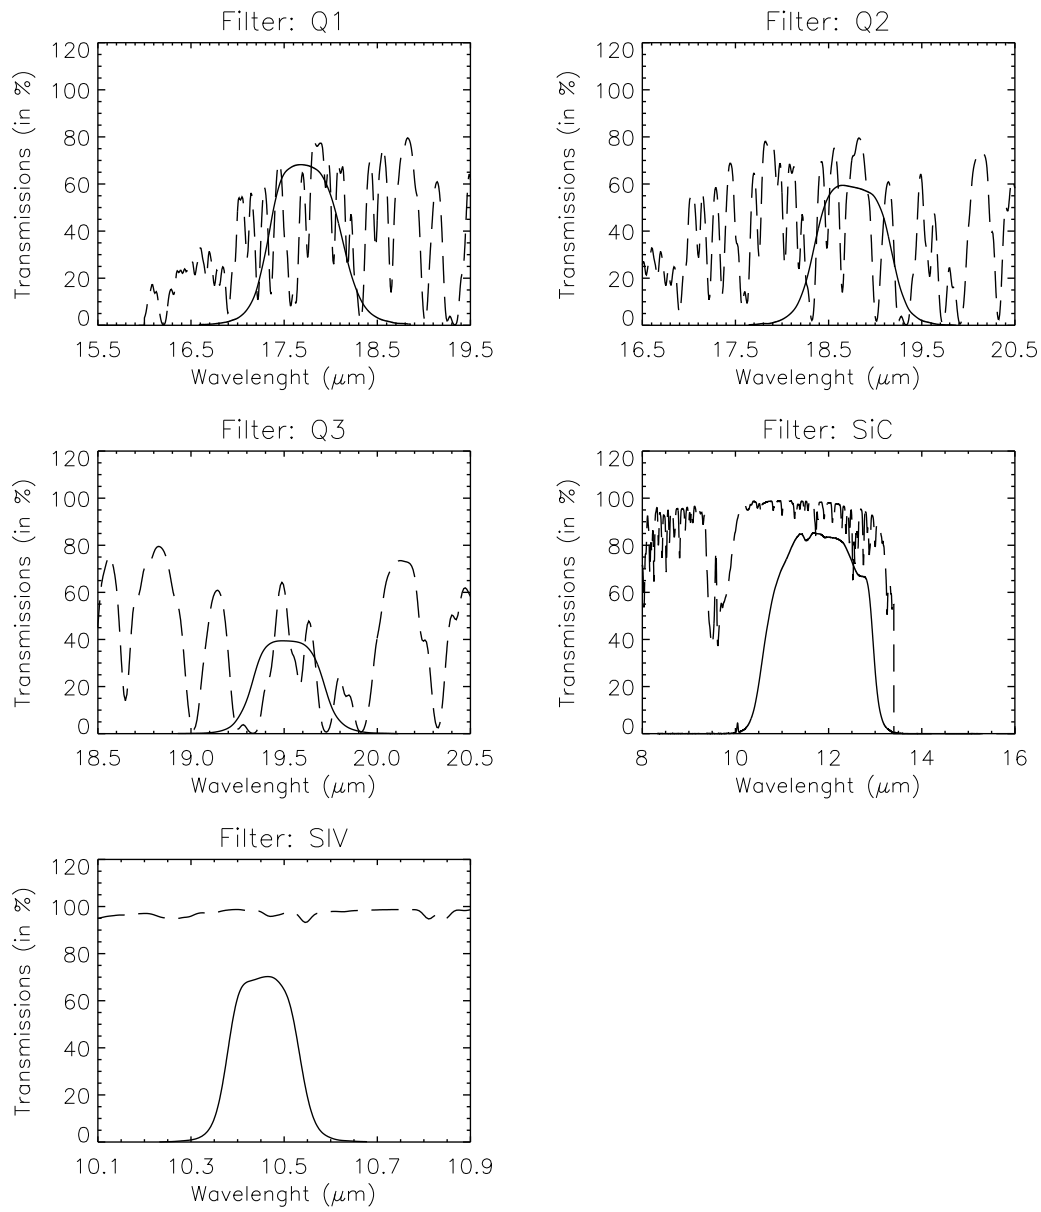 Filter: Q1
120
100
80
60
40
20
0
Transmissions (in %)
15.5 16.5 17.5 18.5 19.5
Wavelenght (μm)
Filter: Q2
120
100
80
60
40
20
0
Transmissions (in %)
16.5 17.5 18.5 19.5 20.5
Wavelenght (μm)
Filter: Q3
120
100
80
60
40
20
0
Transmissions (in %)
18.5 19.0 19.5 20.0 20.5
Wavelenght (μm)
Filter: SiC
120
100
80
60
40
20
0
Transmissions (in %)
8 10 12 14 16
Wavelenght (μm)
Filter: SIV
120
100
80
60
40
20
0
Transmissions (in %)
10.1 10.3 10.5 10.7 10.9
Wavelenght (μm)